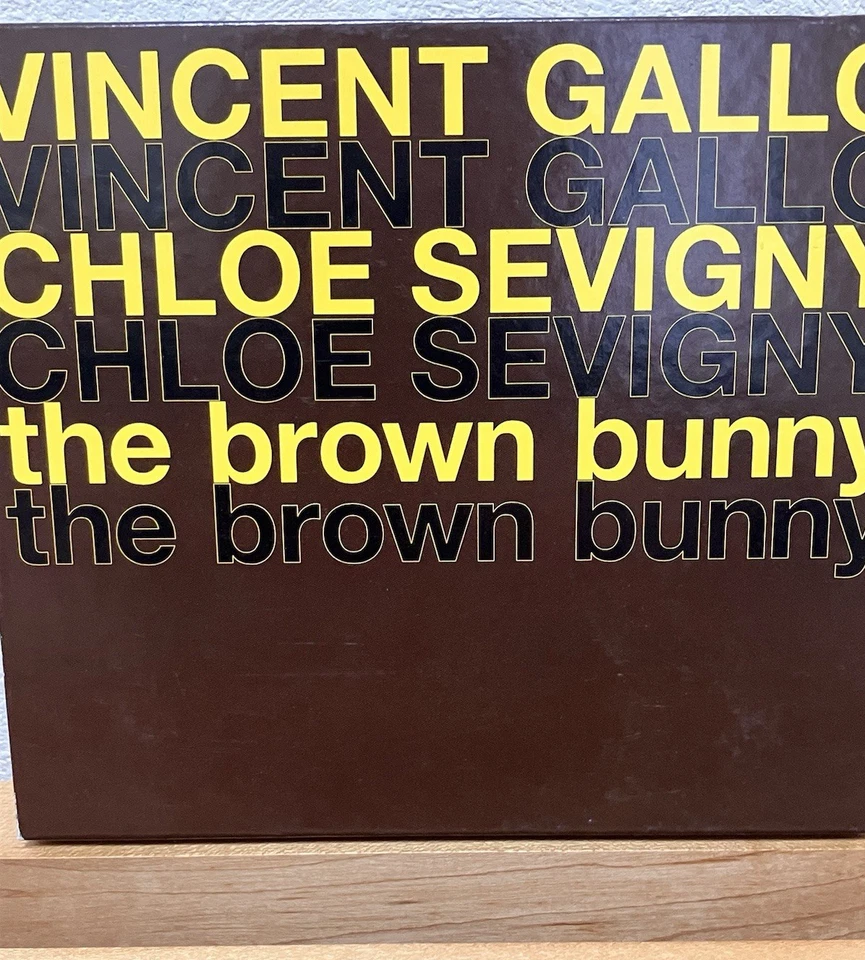 VINCENT GALLO
VINCENT GALLO
CHLOE SEVIGNY
CHLOE SEVIGNY
the brown bunny
the brown bunny